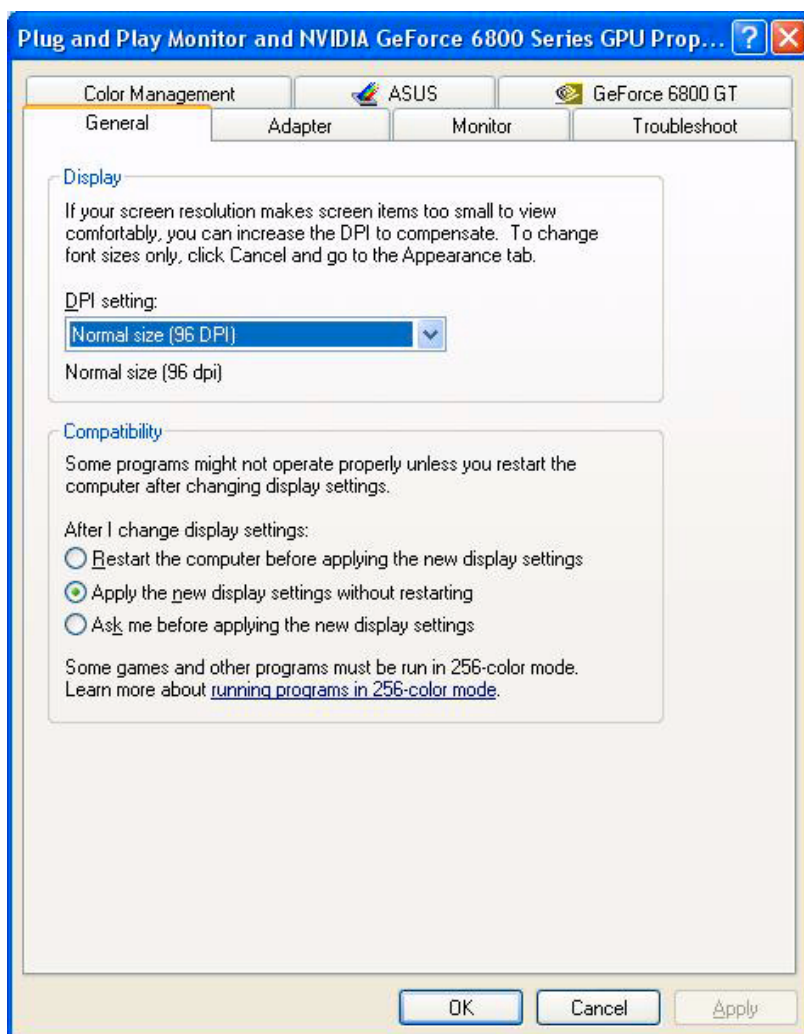 Plug and Play Monitor and NVIDIA GeForce 6800 Series GPU Prop...
Color Management ASUS GeForce 6800 GT
General Adapter Monitor Troubleshoot
Display
If your screen resolution makes screen items too small to view
comfortably, you can increase the DPI to compensate. To change
font sizes only, click Cancel and go to the Appearance tab.
DPI setting:
Normal size (96 DPI)
Normal size (96 dpi)
Compatibility
Some programs might not operate properly unless you restart the
computer after changing display settings.
After I change display settings:
Restart the computer before applying the new display settings
Apply the new display settings without restarting
Ask me before applying the new display settings
Some games and other programs must be run in 256-color mode.
Learn more about running programs in 256-color mode.
OK Cancel Apply